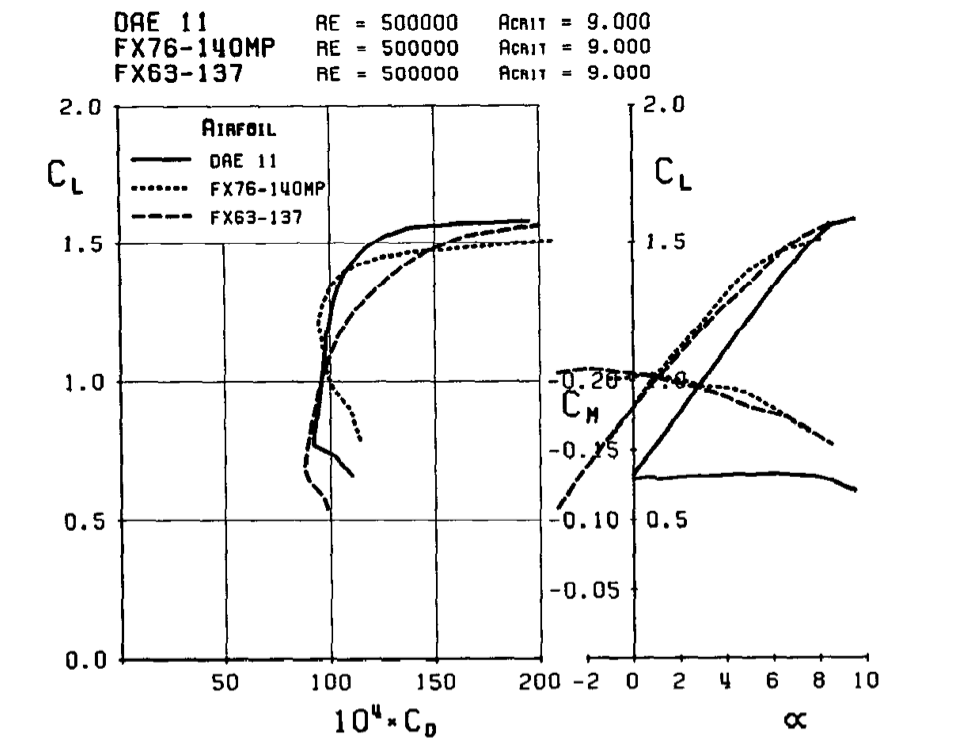 DAE 11 RE = 500000 ACRIT = 9.000
FX76-140MP RE = 500000 ACRIT = 9.000
FX63-137 RE = 500000 ACRIT = 9.000
2.0
AIRFOIL
CL
DAE 11
FX76-140MP
FX63-137
1.5
1.0
0.5
0.0
50 100 150 200
10⁴×CD
2.0
CL
1.5
-0.20 1.0
CM
-0.15
-0.10 0.5
-0.05
-2 0 2 4 6 8 10
α